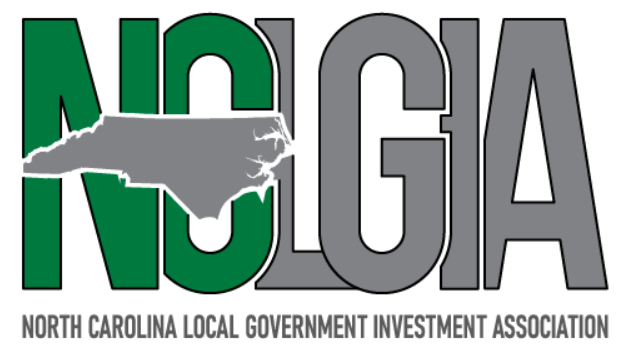 NCLGIA
NORTH CAROLINA LOCAL GOVERNMENT INVESTMENT ASSOCIATION